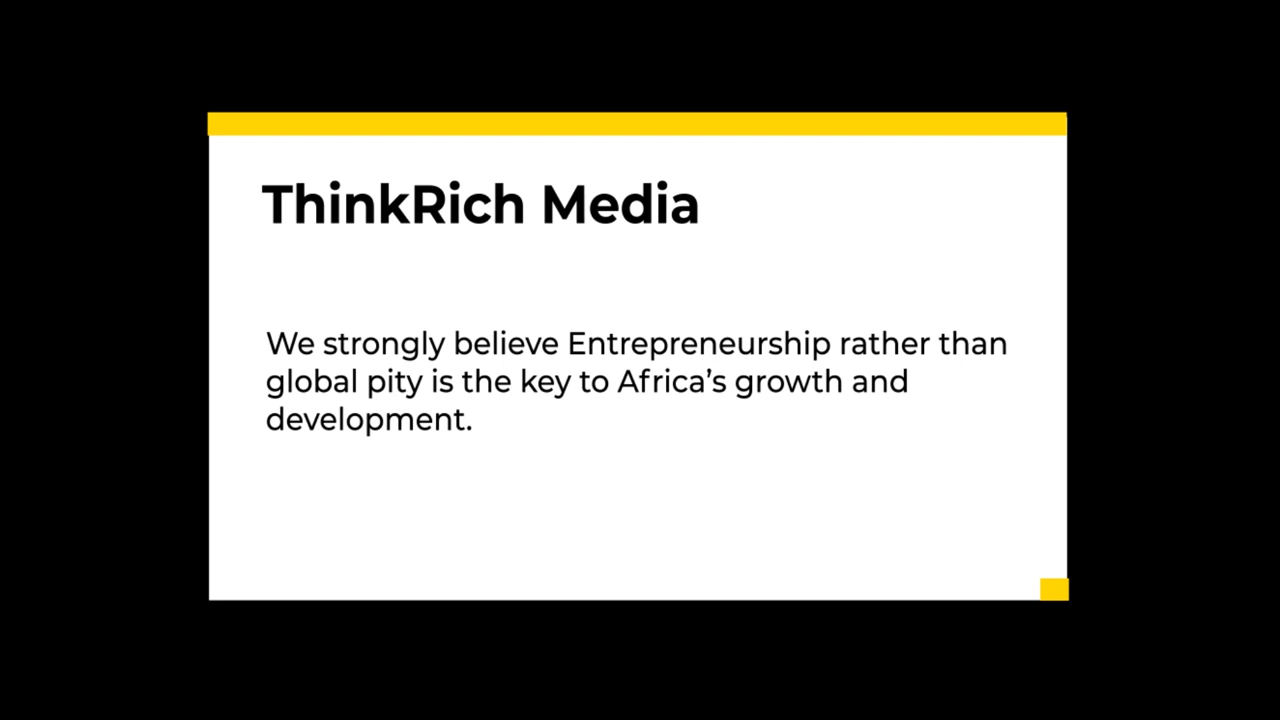 ThinkRich Media
We strongly believe Entrepreneurship rather than
global pity is the key to Africa’s growth and
development.